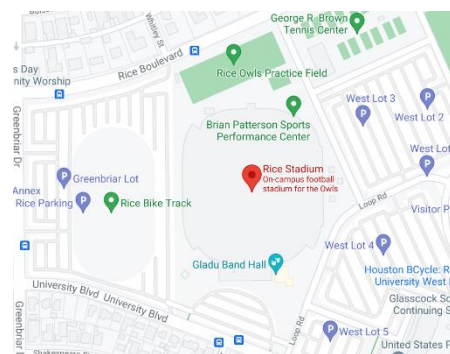 George R. Brown
Tennis Center
Whitley St
Rice Boulevard
Rice Owls Practice Field
s Day
nity Worship
Greenbriar Dr
West Lot 3
West Lot 2
Brian Patterson Sports
Performance Center
West Lot
Rice Stadium
On-campus football
stadium for the Owls
Greenbriar Lot
Annex
Rice Parking
Rice Bike Track
Loop Rd
Visitor P
West Lot 4
Gladu Band Hall
Houston BCycle: R
University West
University Blvd
University Blvd
Glasscock Sc
Continuing S
Greenbriar
Loop Rd
West Lot 5
United States P